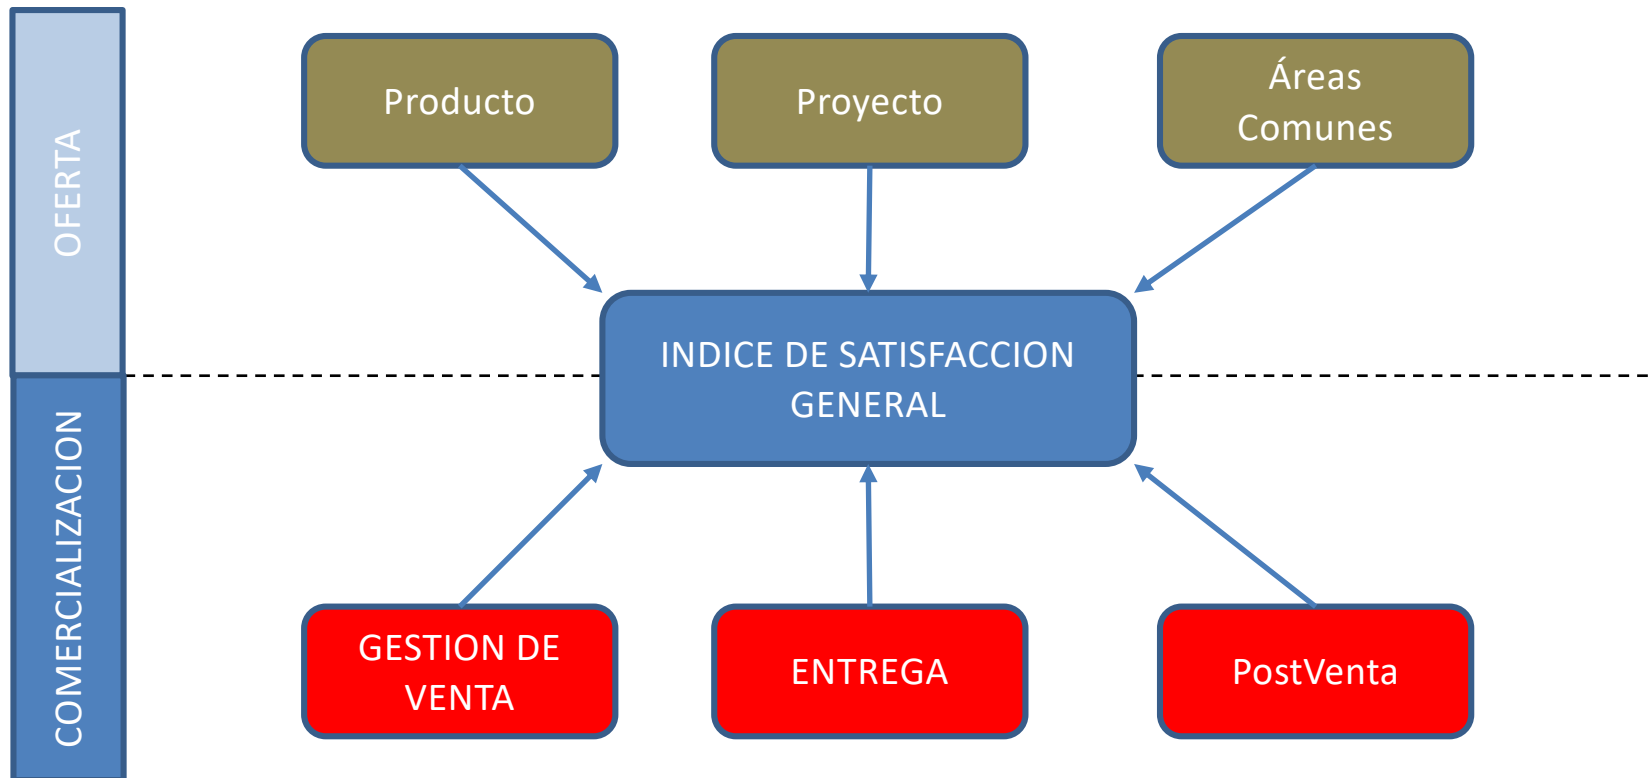 OFERTA
Producto
Proyecto
Áreas
Comunes
INDICE DE SATISFACCION
GENERAL
COMERCIALIZACION
GESTION DE
VENTA
ENTREGA
PostVenta